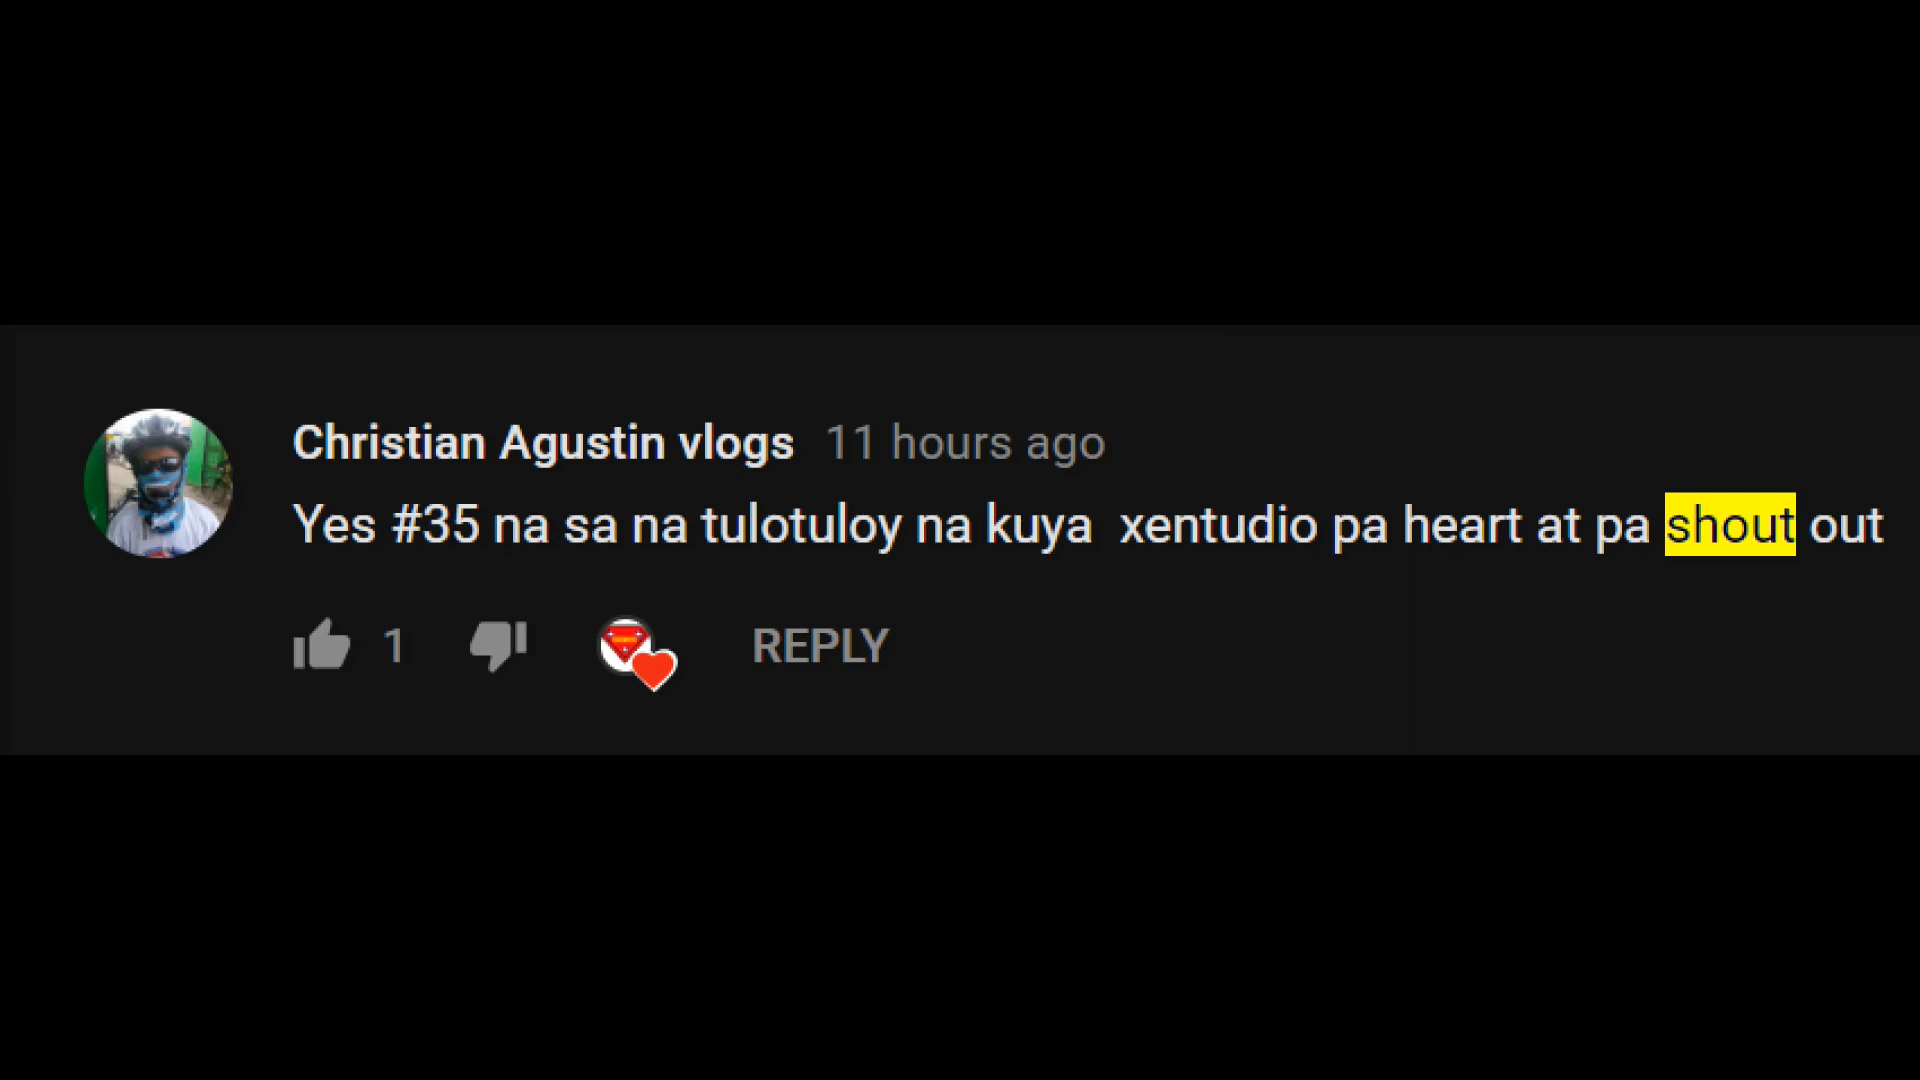 Christian Agustin vlogs 11 hours ago
Yes #35 na sa na tulotuloy na kuya xentudio pa heart at pa shout out
1 REPLY